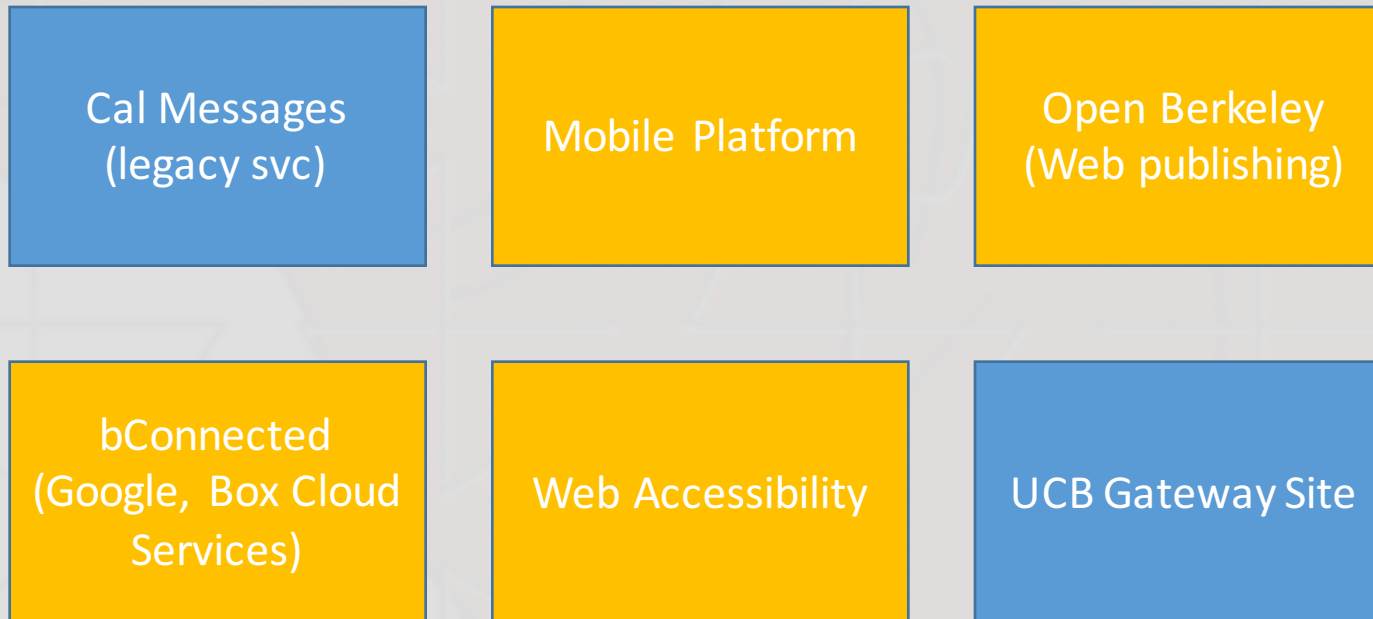 Cal Messages
(legacy svc)
Mobile Platform
Open Berkeley
(Web publishing)
bConnected
(Google, Box Cloud
Services)
Web Accessibility
UCB Gateway Site